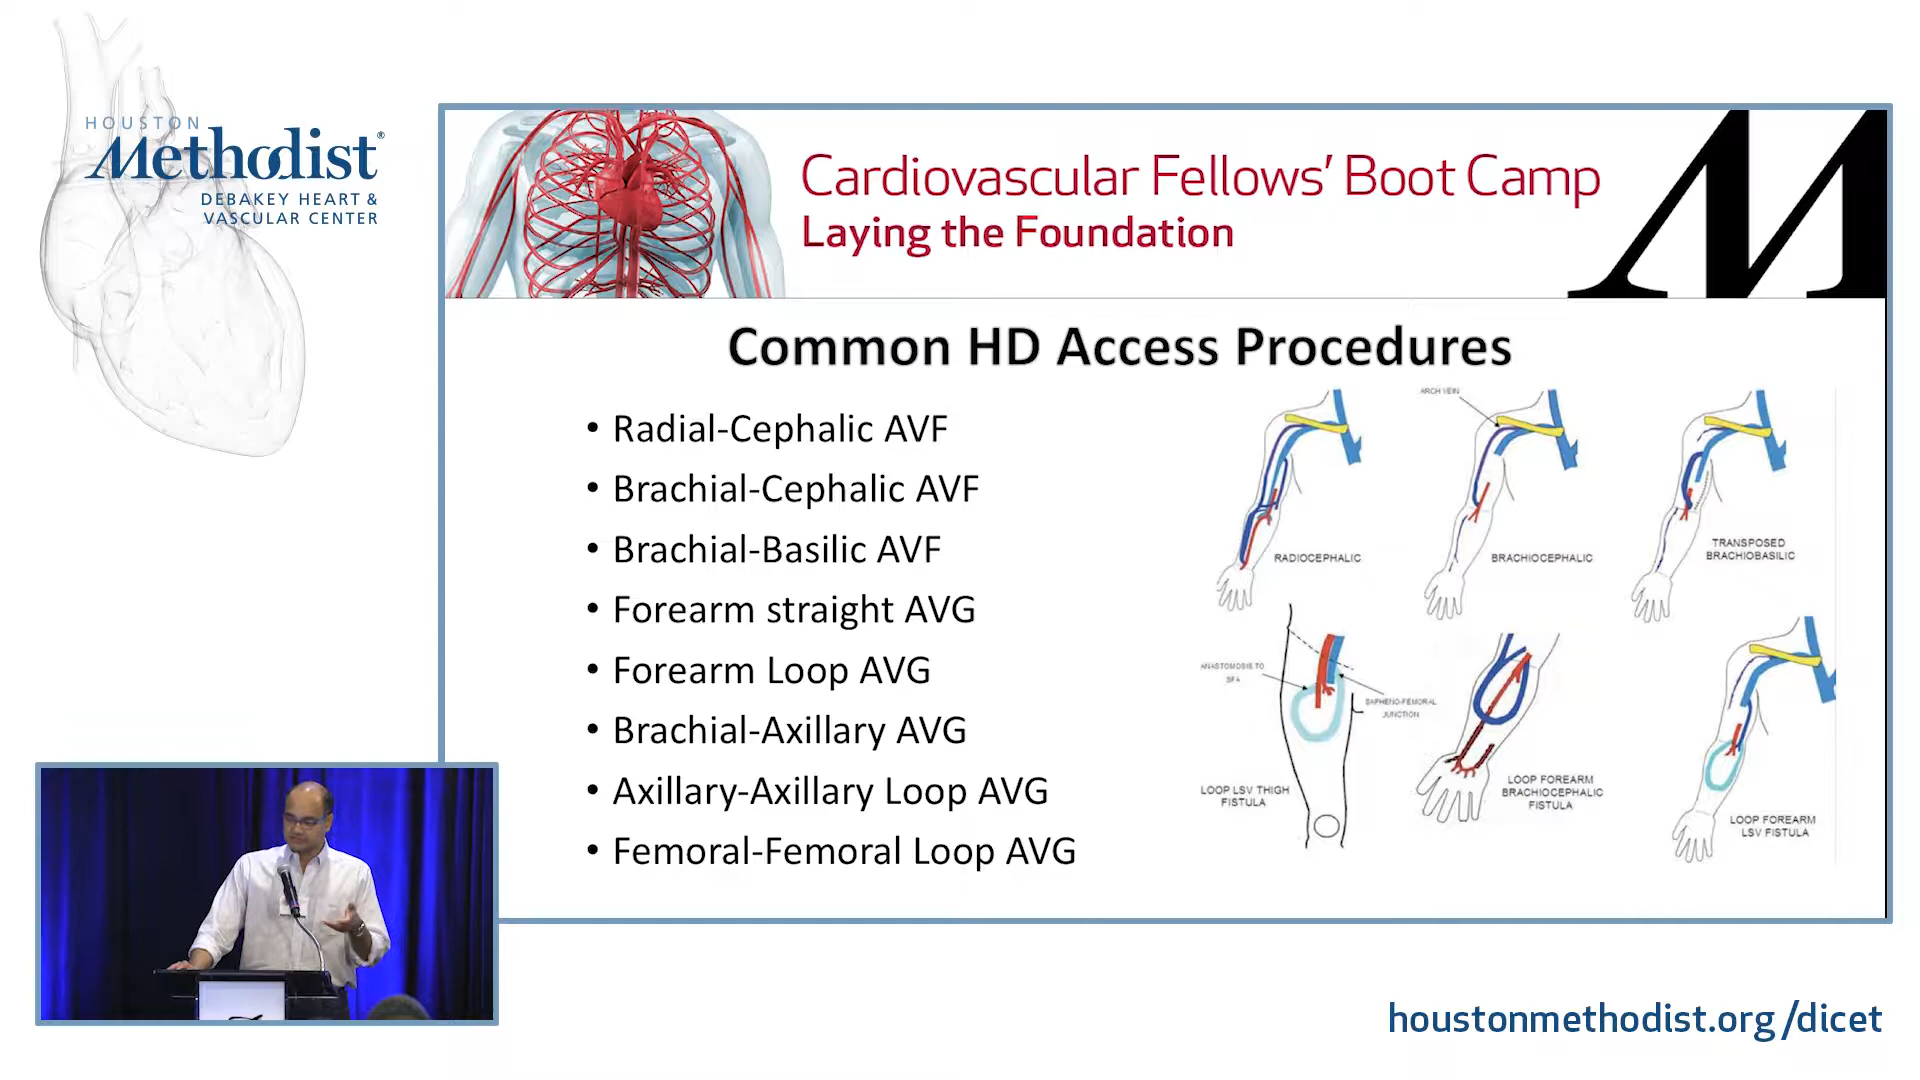 HOUSTON
Methodist®
DEBAKEY HEART &
VASCULAR CENTER
Cardiovascular Fellows' Boot Camp
Laying the Foundation
Common HD Access Procedures
• Radial-Cephalic AVF
• Brachial-Cephalic AVF
• Brachial-Basilic AVF
• Forearm straight AVG
• Forearm Loop AVG
• Brachial-Axillary AVG
• Axillary-Axillary Loop AVG
• Femoral-Femoral Loop AVG
ARCH VEIN
RADIOCEPHALIC
BRACHIOCEPHALIC
TRANSPOSED
BRACHIOBASILIC
ANASTOMOSIS TO
SFA
SAPHENO-FEMORAL
JUNCTION
LOOP LSV THIGH
FISTULA
LOOP FOREARM
BRACHIOCEPHALIC
FISTULA
LOOP FOREARM
LSV FISTULA
houstonmethodist.org/dicet